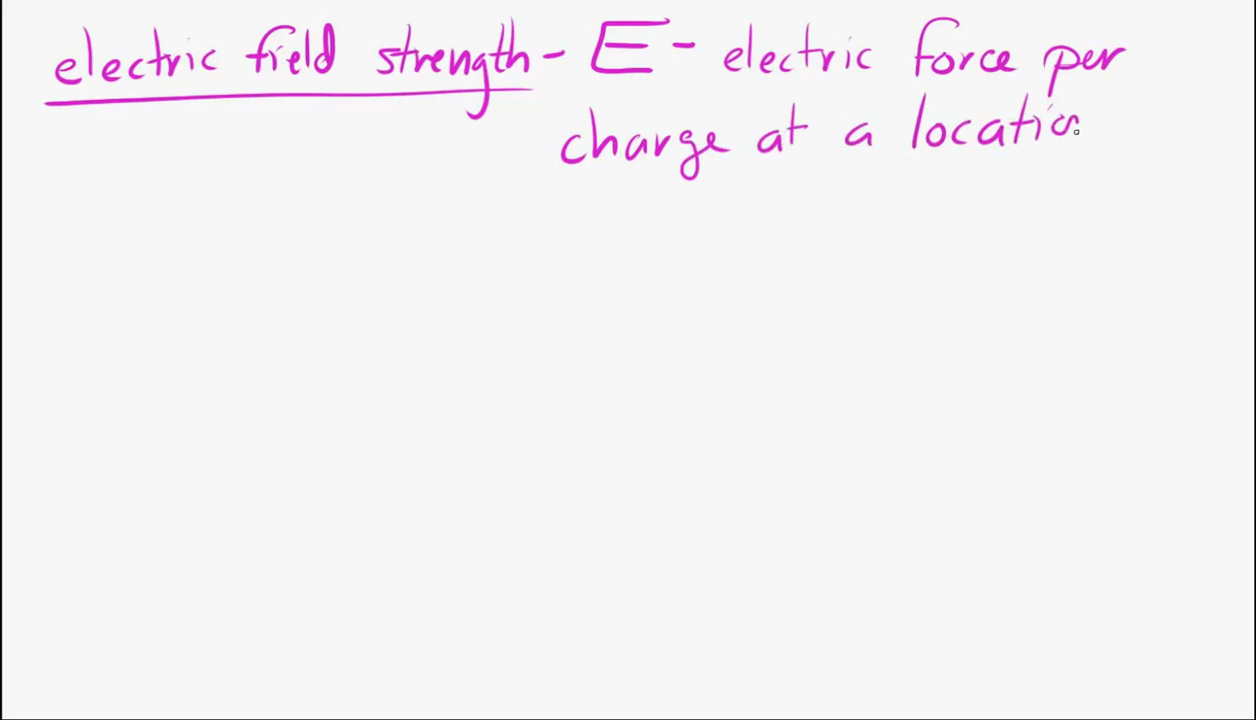 electric field strength - E - electric force per
charge at a locatio